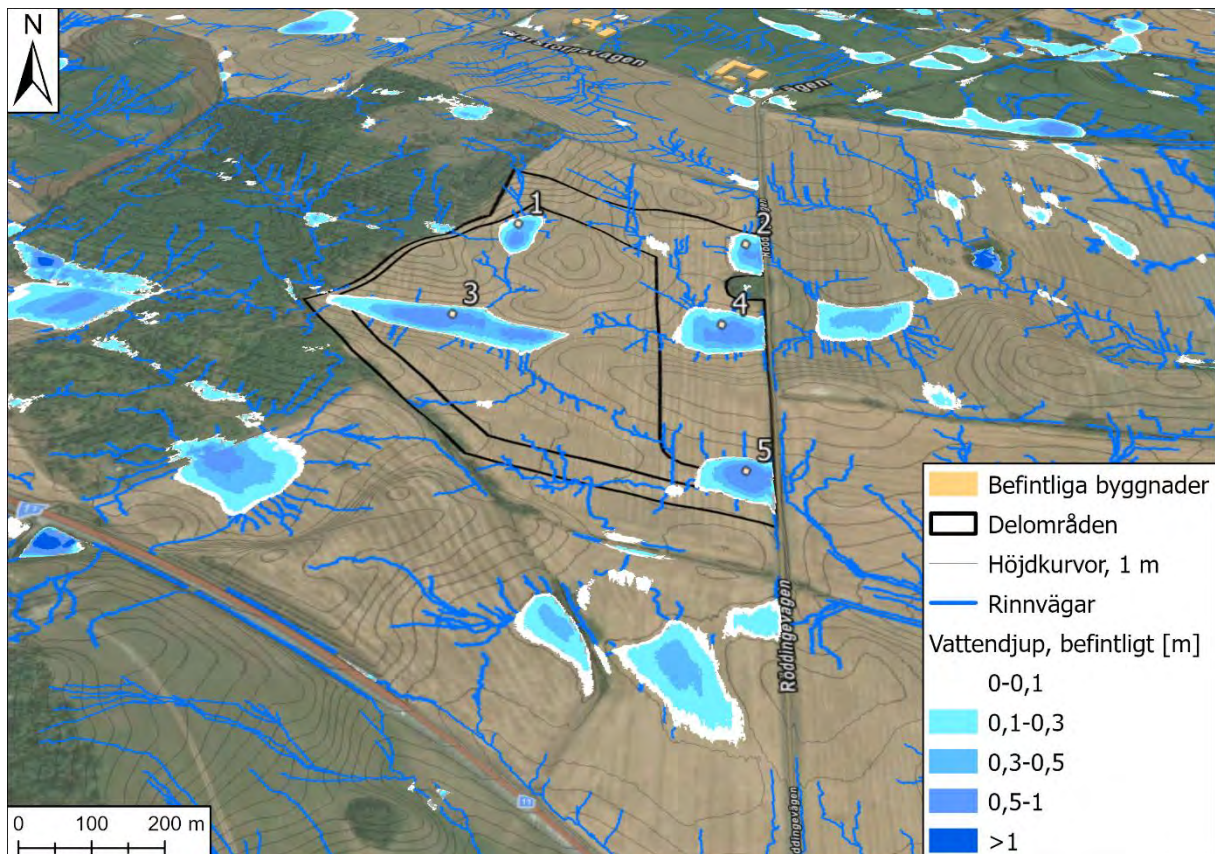 N
1
2
3
4
5
Röddingevägen
11
Befintliga byggnader
Delområden
Höjdkurvor, 1 m
Rinnvägar
Vattendjup, befintligt [m]
0-0,1
0,1-0,3
0,3-0,5
0,5-1
>1
0 100 200 m